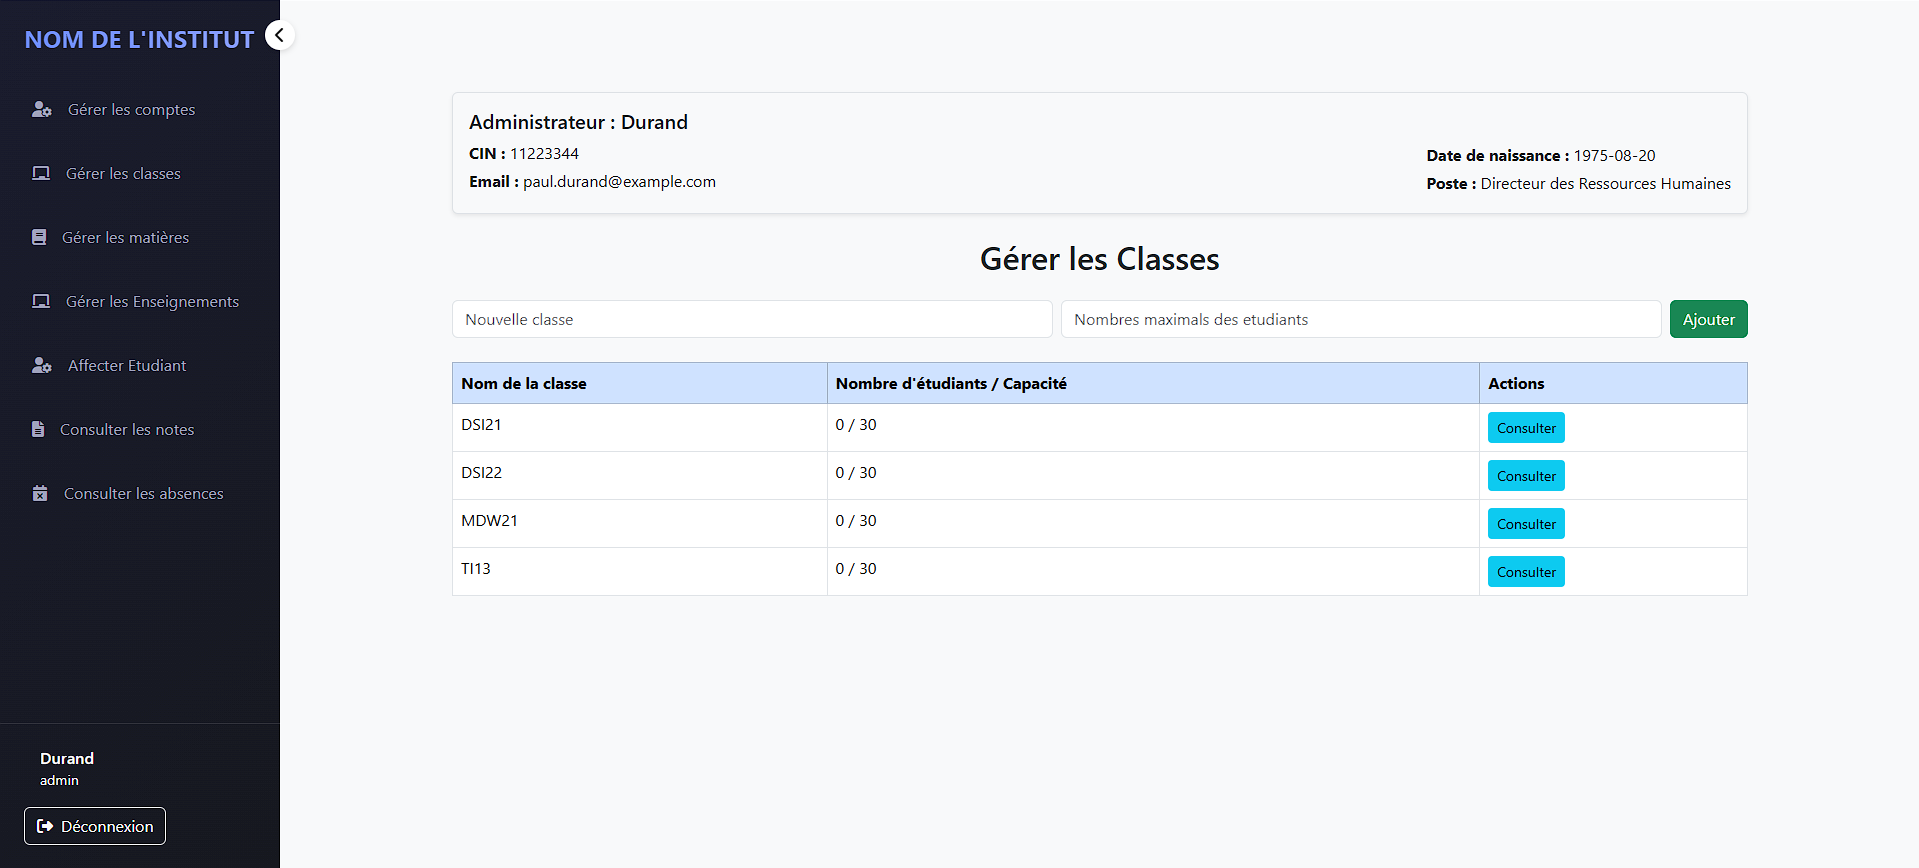 NOM DE L'INSTITUT
Gérer les comptes
Gérer les classes
Gérer les matières
Gérer les Enseignements
Affecter Etudiant
Consulter les notes
Consulter les absences
Durand
admin
Déconnexion
Administrateur : Durand
CIN : 11223344
Email : paul.durand@example.com
Date de naissance : 1975-08-20
Poste : Directeur des Ressources Humaines
Gérer les Classes
Nouvelle classe Nombres maximals des etudiants Ajouter
Nom de la classe Nombre d'étudiants / Capacité Actions
DSI21 0 / 30 Consulter
DSI22 0 / 30 Consulter
MDW21 0 / 30 Consulter
TI13 0 / 30 Consulter